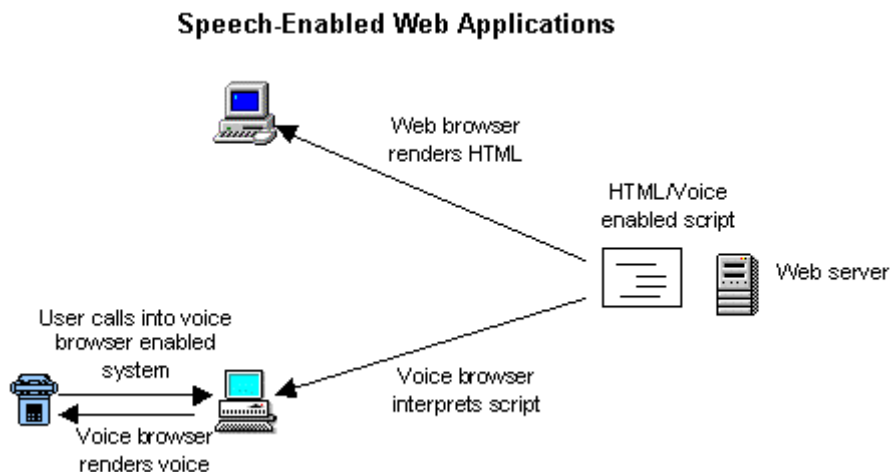 Speech-Enabled Web Applications
Web browser
renders HTML
HTML/Voice
enabled script
Web server
User calls into voice
browser enabled
system
Voice browser
interprets script
Voice browser
renders voice